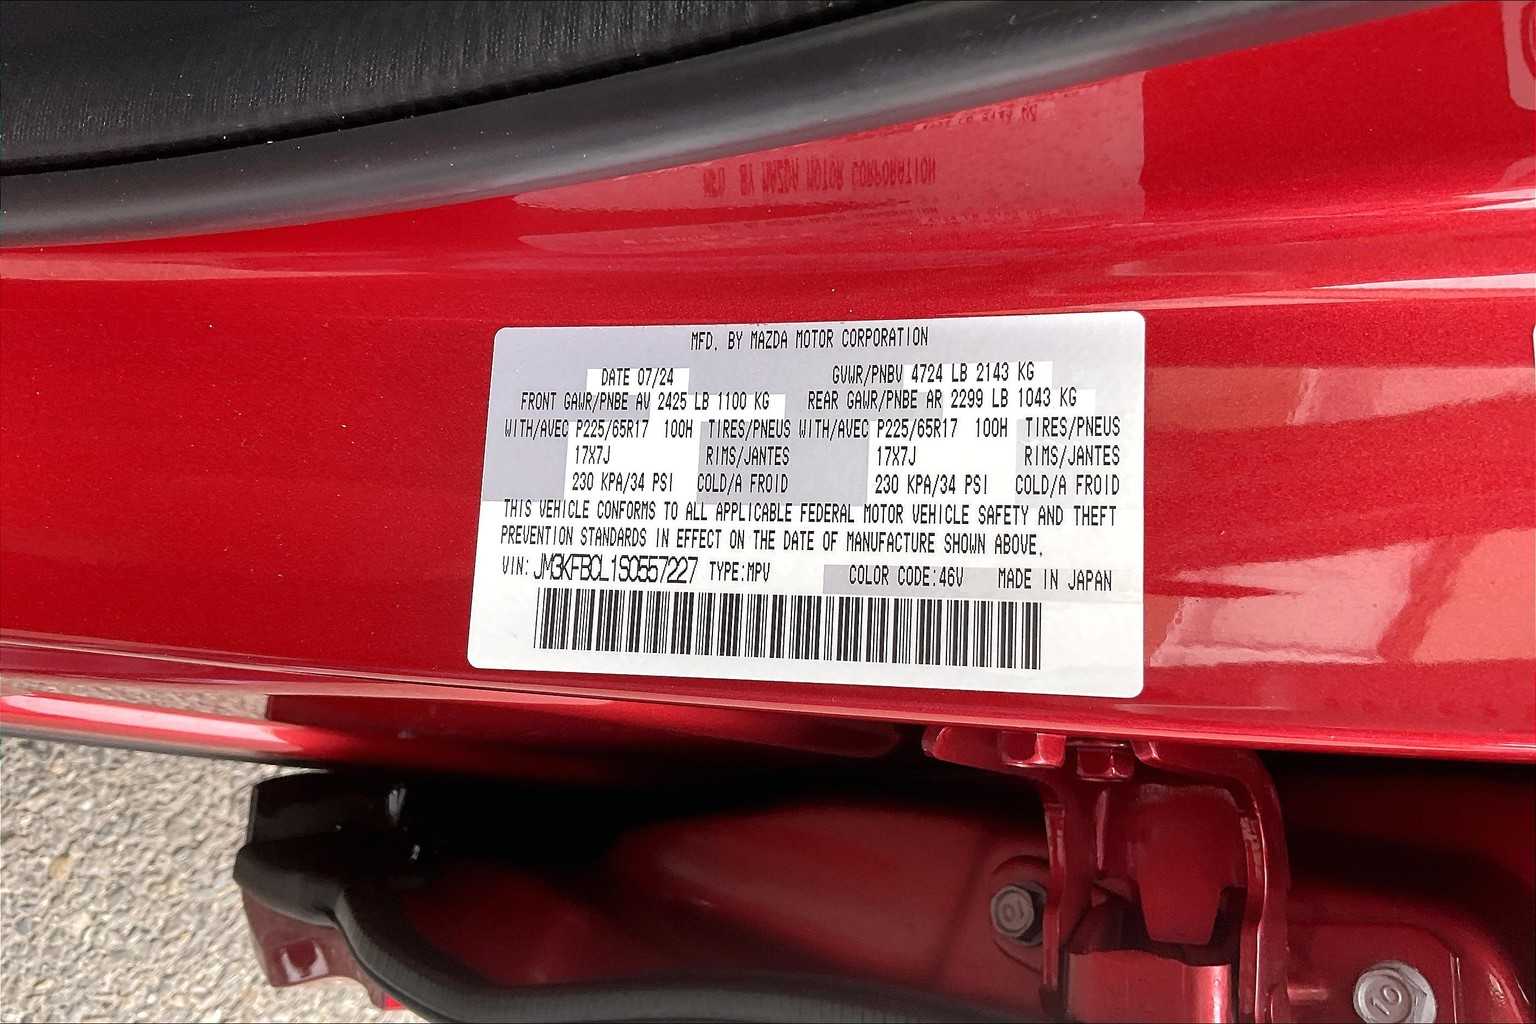 MFD. BY MAZDA MOTOR CORPORATION
DATE 07/24 GVWR/PNBV 4724 LB 2143 KG
FRONT GAWR/PNBE AV 2425 LB 1100 KG REAR GAWR/PNBE AR 2299 LB 1043 KG
WITH/AVEC P225/65R17 100H TIRES/PNEUS WITH/AVEC P225/65R17 100H TIRES/PNEUS
17X7J RIMS/JANTES 17X7J RIMS/JANTES
230 KPA/34 PSI COLD/A FROID 230 KPA/34 PSI COLD/A FROID
THIS VEHICLE CONFORMS TO ALL APPLICABLE FEDERAL MOTOR VEHICLE SAFETY AND THEFT
PREVENTION STANDARDS IN EFFECT ON THE DATE OF MANUFACTURE SHOWN ABOVE.
VIN: JM3KFBCL1S0557227 TYPE:MPV COLOR CODE:46V MADE IN JAPAN
10
10